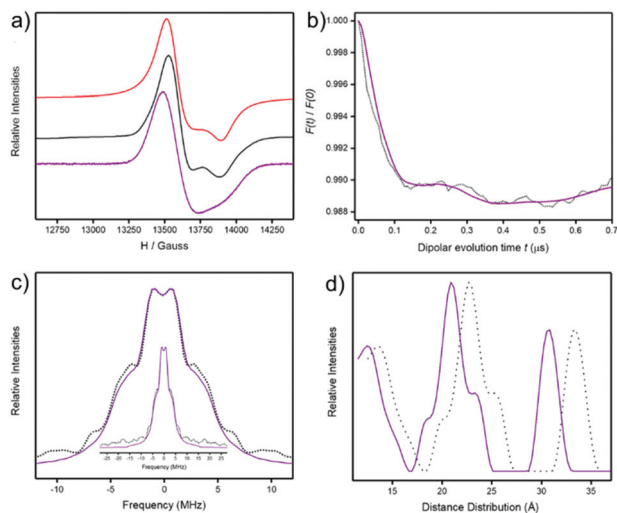 a)
Relative Intensities
12750 13000 13250 13500 13750 14000 14250
H / Gauss
b)
F(t) / F(0)
1.000
0.998
0.996
0.994
0.992
0.990
0.988
0.0 0.1 0.2 0.3 0.4 0.5 0.6 0.7
Dipolar evolution time t (μs)
c)
Relative Intensities
-25 -20 -15 -10 -5 0 5 10 15 20 25
Frequency (MHz)
-10 -5 0 5 10
Frequency (MHz)
d)
Relative Intensities
15 20 25 30 35
Distance Distribution (Å)